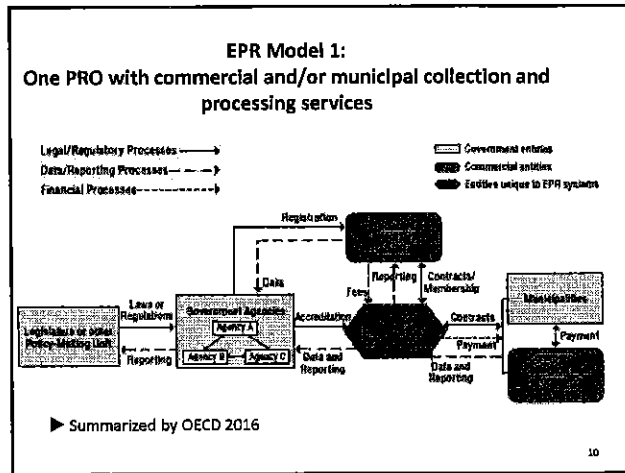 EPR Model 1:
One PRO with commercial and/or municipal collection and
processing services
Legal/Regulatory Processes
Data/Reporting Processes
Financial Processes
Government entities
Commercial entities
Entities unique to EPR systems
Registration
Data
Fees
Reporting
Contracts/
Membership
Laws or
Regulations
Government Agencies
Accreditation
Contracts
Municipalities
Legislature or other
Policy-Making Unit
Agency A
Agency B
Agency C
Reporting
Data and
Reporting
Payment
Data and
Reporting
Payment
▶ Summarized by OECD 2016
10